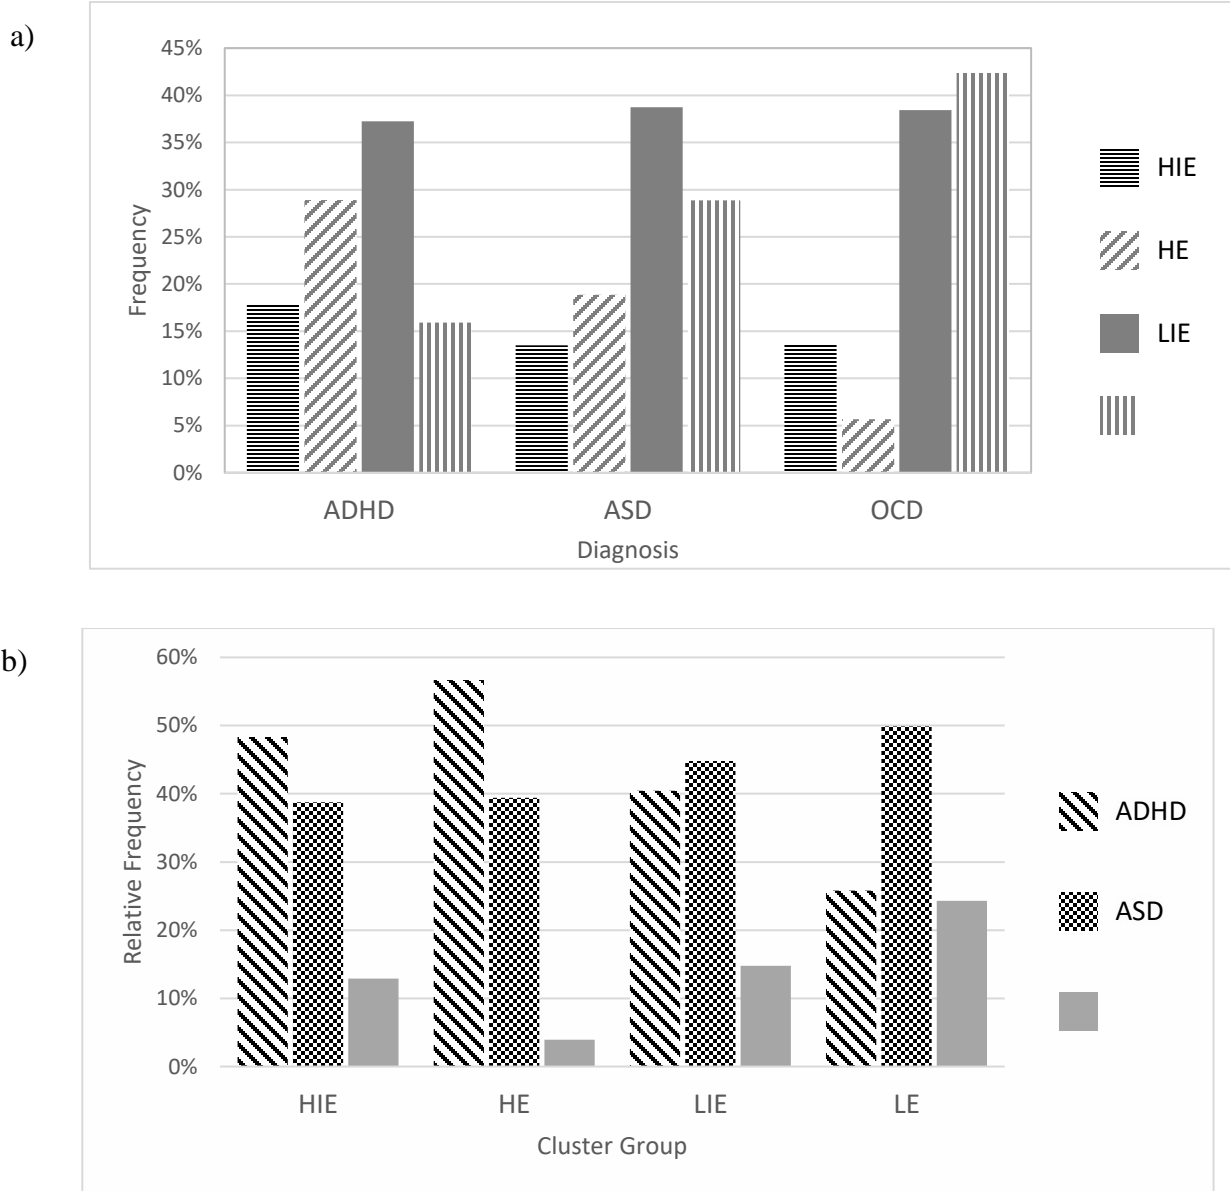 a)
45%
40%
35%
30%
25%
20%
15%
10%
5%
0%
Frequency
ADHD ASD OCD
Diagnosis
HIE
HE
LIE
b)
60%
50%
40%
30%
20%
10%
0%
Relative Frequency
HIE HE LIE LE
Cluster Group
ADHD
ASD